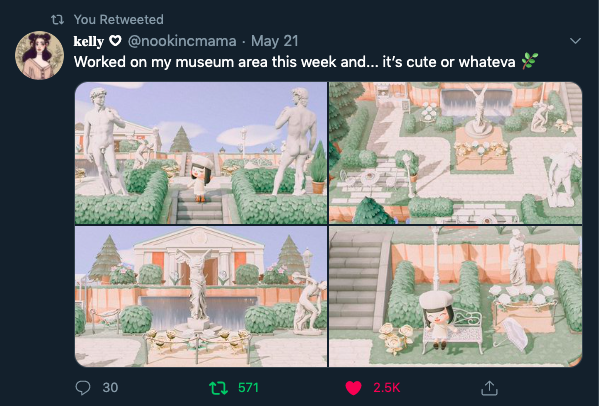 You Retweeted
kelly ♡ @nookincmama · May 21
Worked on my museum area this week and... it's cute or whateva 🌿
30 571 2.5K